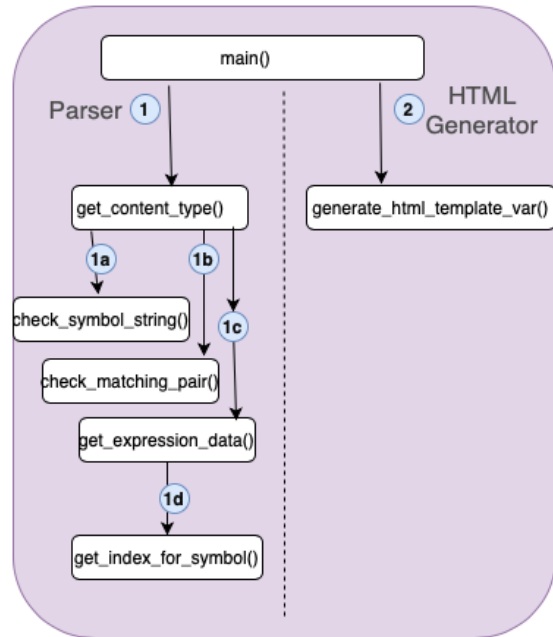 main()
Parser 1
2 HTML
Generator
get_content_type()
generate_html_template_var()
1a
1b
check_symbol_string()
1c
check_matching_pair()
get_expression_data()
1d
get_index_for_symbol()